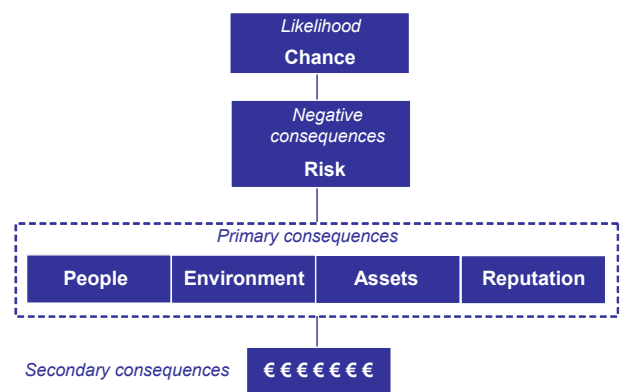 Likelihood
Chance
Negative
consequences
Risk
Primary consequences
People Environment Assets Reputation
Secondary consequences € € € € € € €